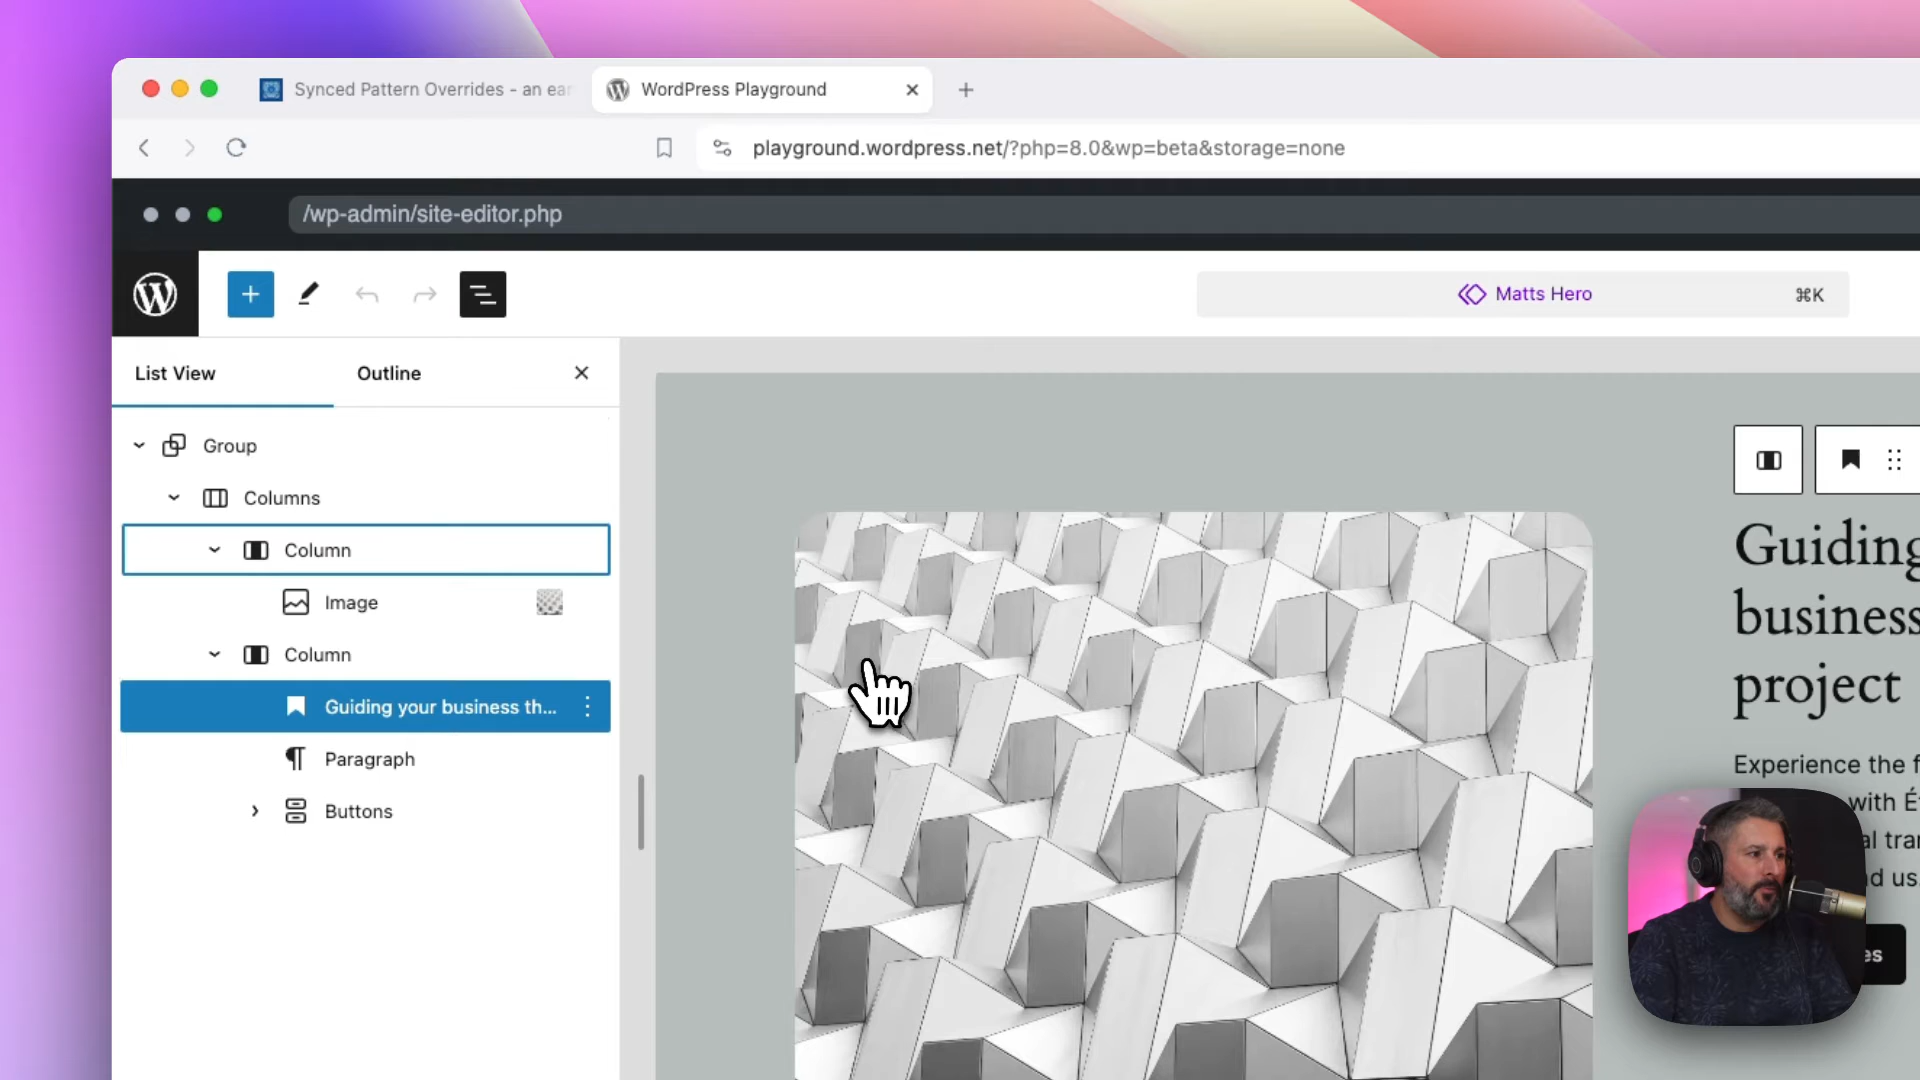 Synced Pattern Overrides - an ear
WordPress Playground
playground.wordpress.net/?php=8.0&wp=beta&storage=none
/wp-admin/site-editor.php
Matts Hero
⌘K
List View
Outline
Group
Columns
Column
Image
Column
Guiding your business th...
Paragraph
Buttons
Guiding
business
project
Experience the f
with É
al tra
nd us
es